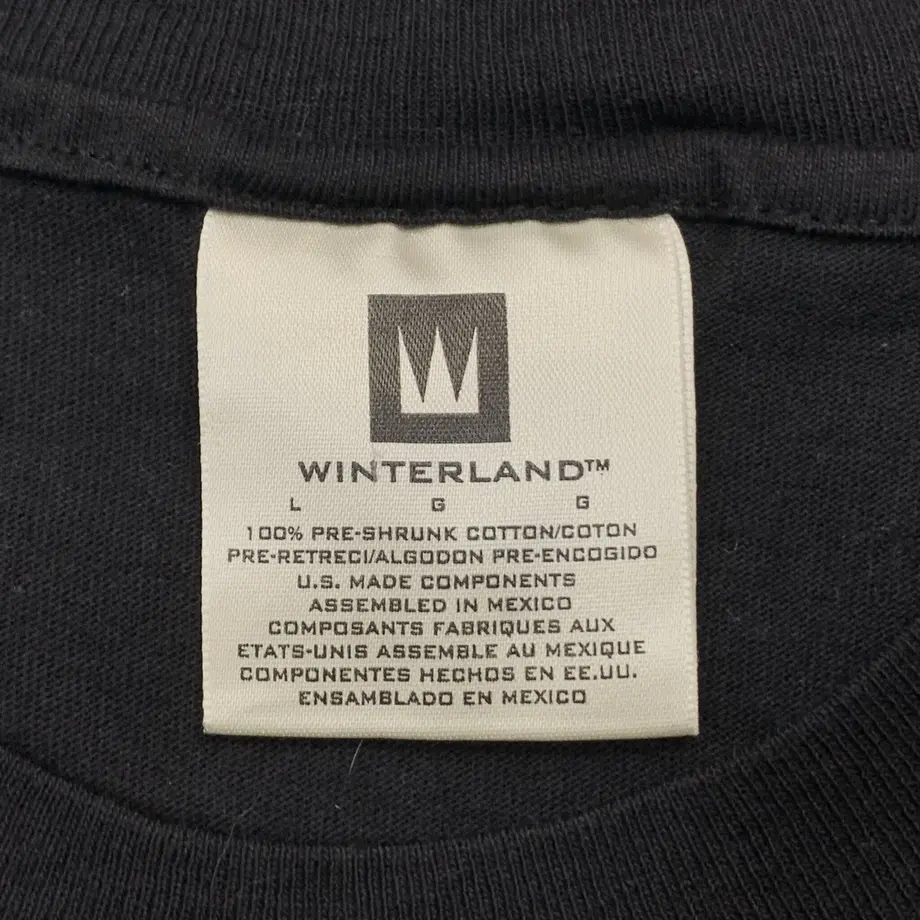 W
WINTERLAND™
L G G
100% PRE-SHRUNK COTTON/COTON
PRE-RETRECI/ALGODON PRE-ENCOGIDO
U.S. MADE COMPONENTS
ASSEMBLED IN MEXICO
COMPOSANTS FABRIQUES AUX
ETATS-UNIS ASSEMBLE AU MEXIQUE
COMPONENTES HECHOS EN EE.UU.
ENSAMBLADO EN MEXICO